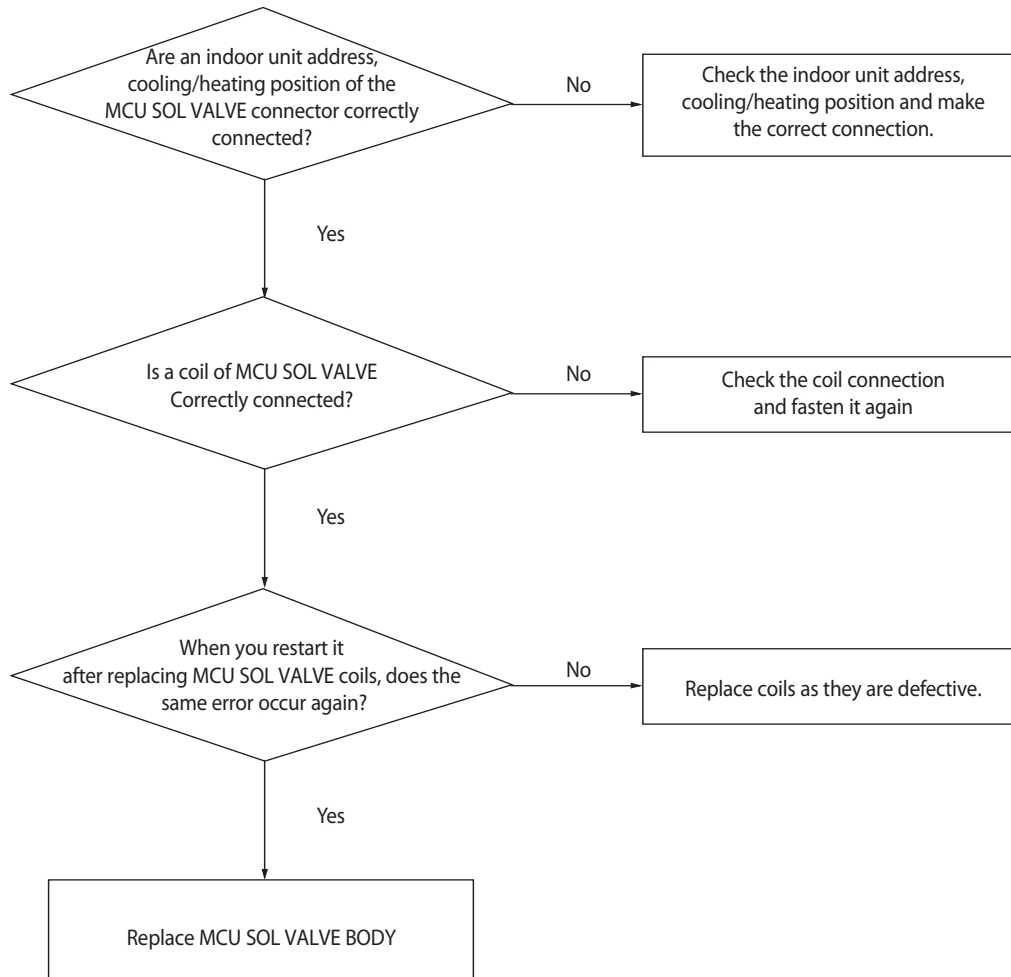 Are an indoor unit address,
cooling/heating position of the
MCU SOL VALVE connector correctly
connected?
No
Check the indoor unit address,
cooling/heating position and make
the correct connection.
Yes
Is a coil of MCU SOL VALVE
Correctly connected?
No
Check the coil connection
and fasten it again
Yes
When you restart it
after replacing MCU SOL VALVE coils, does the
same error occur again?
No
Replace coils as they are defective.
Yes
Replace MCU SOL VALVE BODY